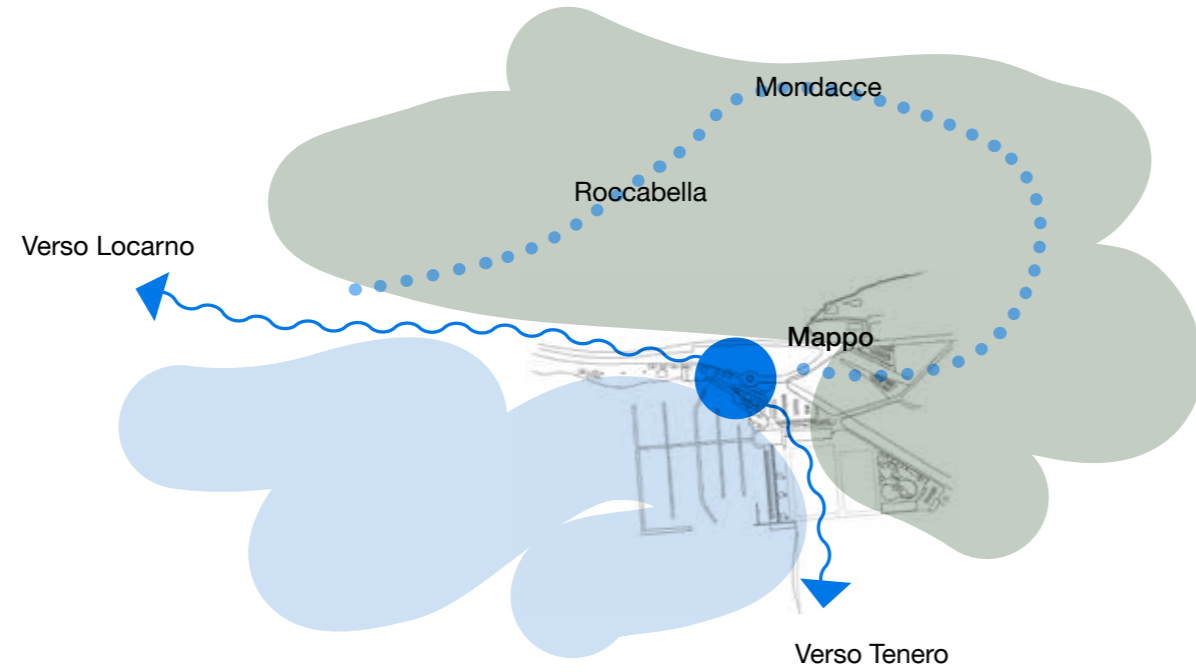 Mondacce
Roccabella
Verso Locarno
Mappo
Verso Tenero